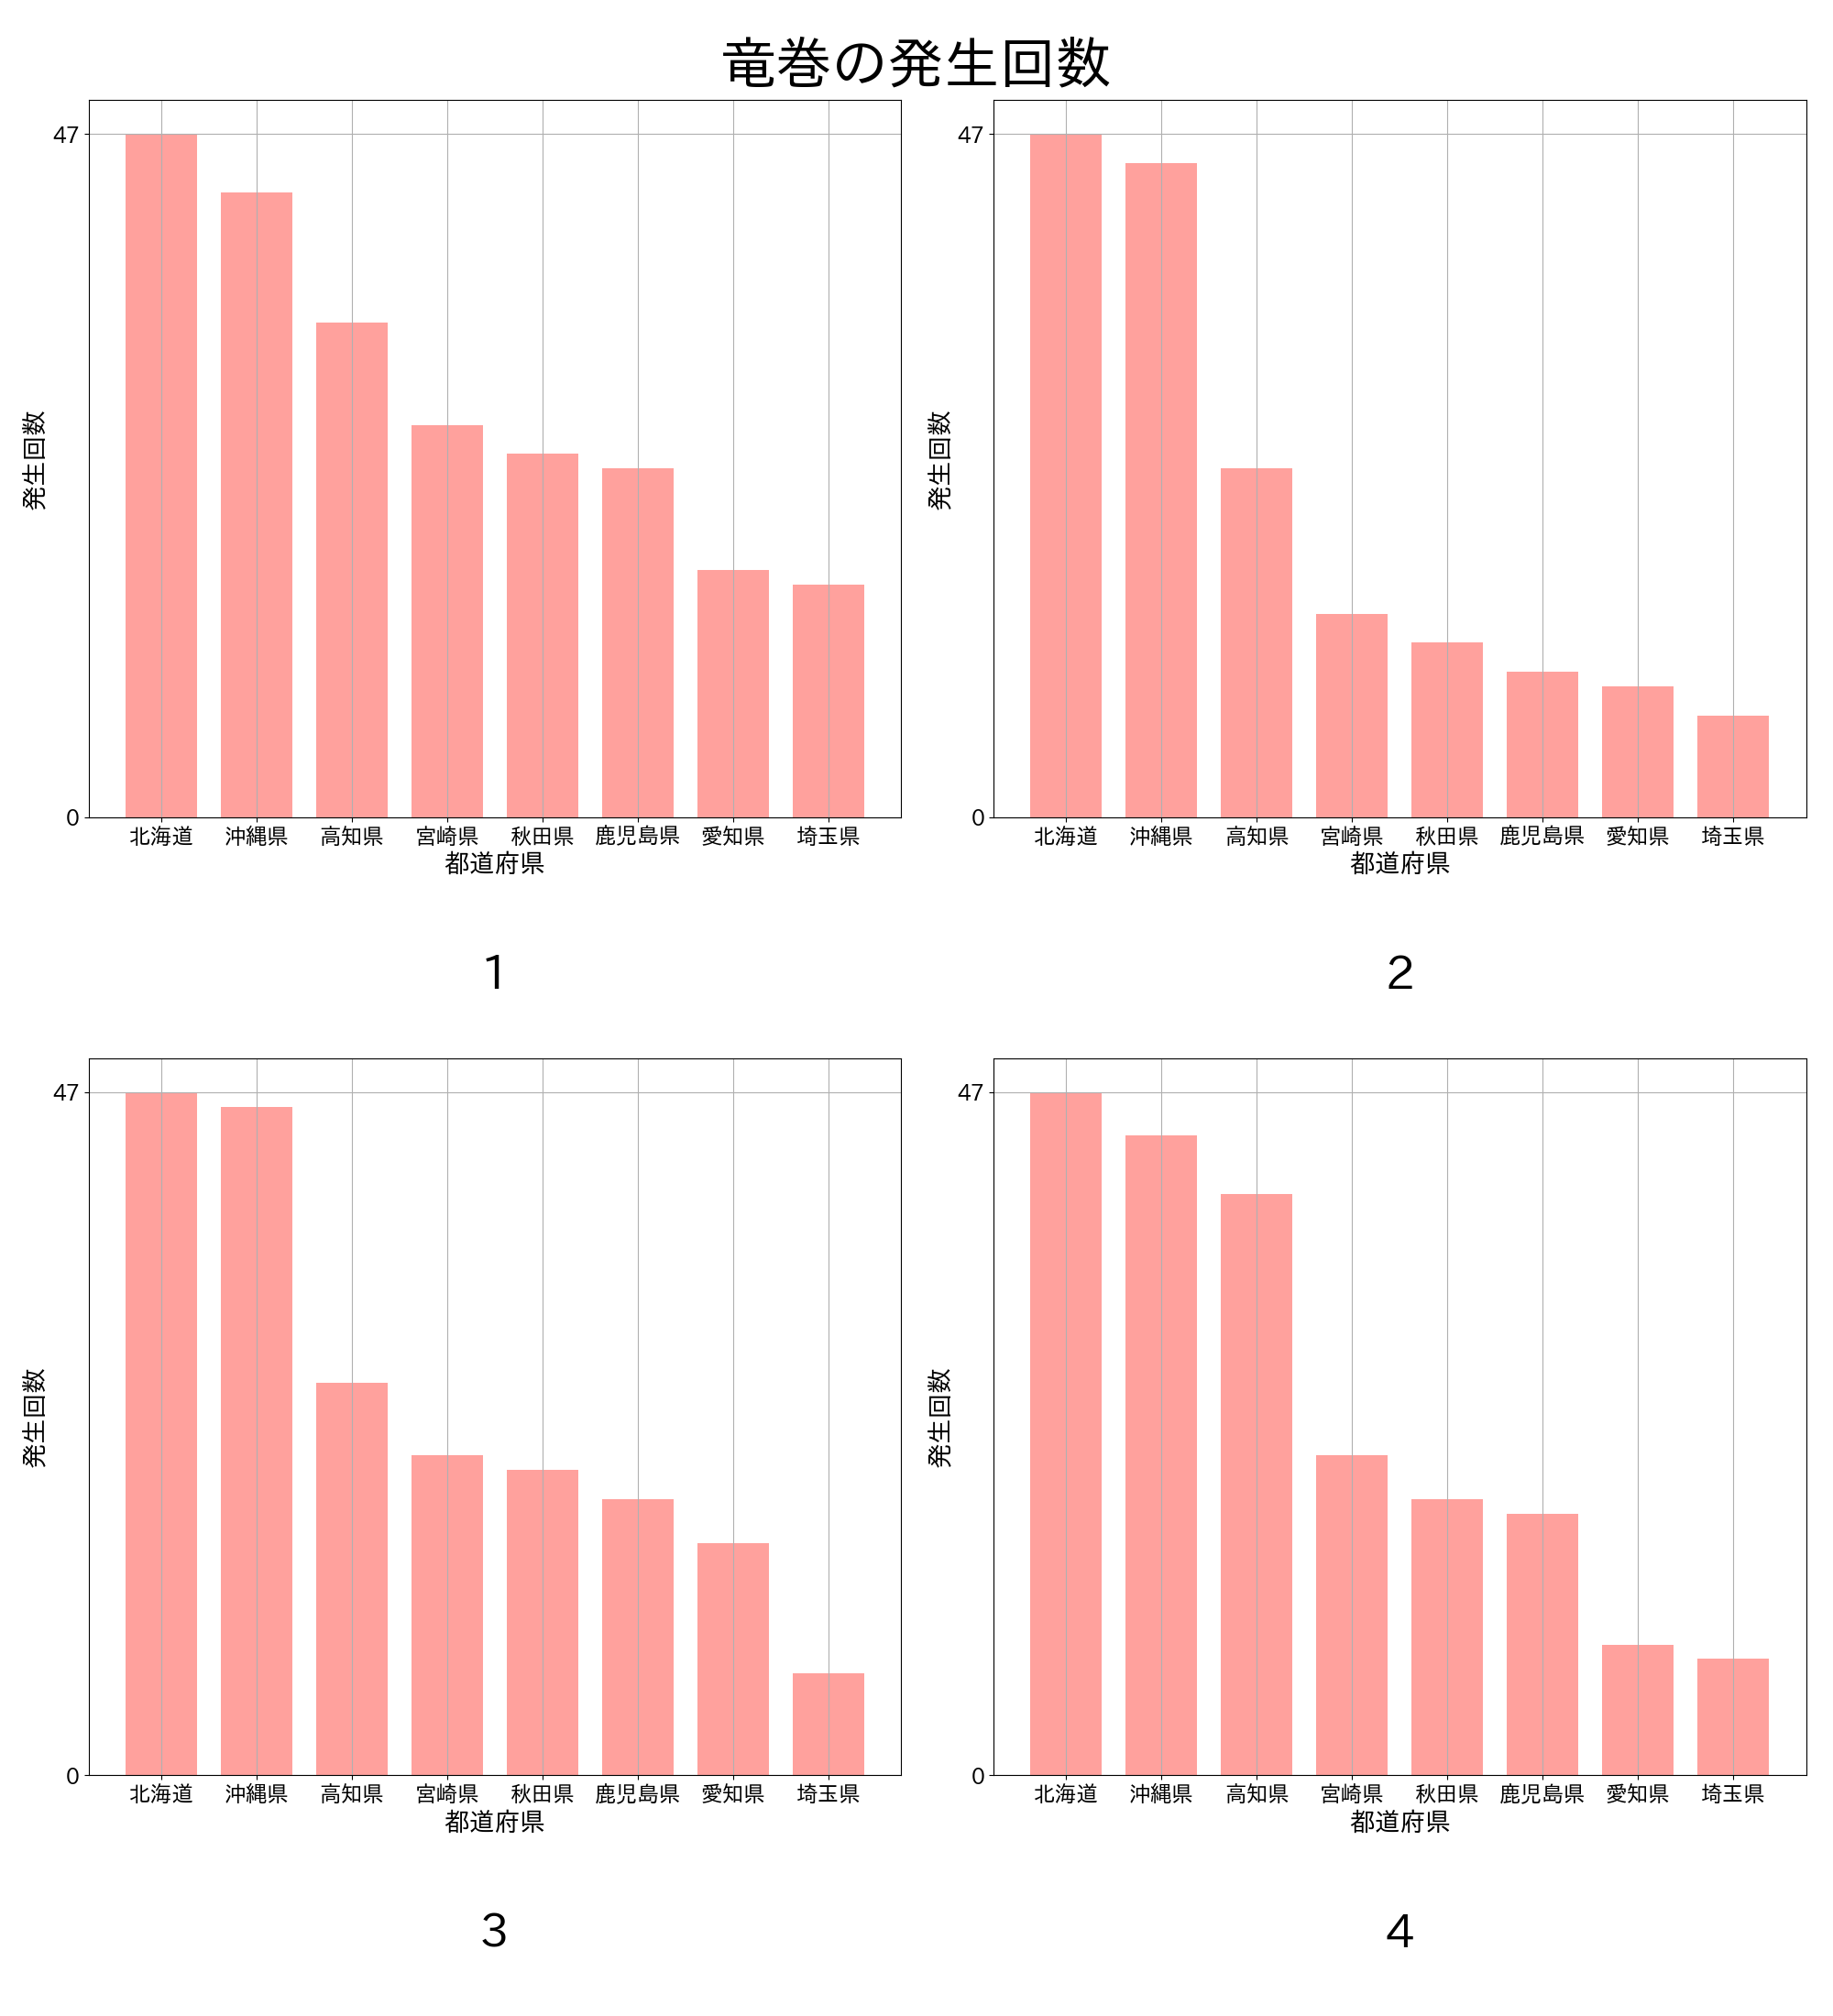 竜巻の発生回数
47
0
発生回数
北海道 沖縄県 高知県 宮崎県 秋田県 鹿児島県 愛知県 埼玉県
都道府県
1
47
0
発生回数
北海道 沖縄県 高知県 宮崎県 秋田県 鹿児島県 愛知県 埼玉県
都道府県
2
47
0
発生回数
北海道 沖縄県 高知県 宮崎県 秋田県 鹿児島県 愛知県 埼玉県
都道府県
3
47
0
発生回数
北海道 沖縄県 高知県 宮崎県 秋田県 鹿児島県 愛知県 埼玉県
都道府県
4